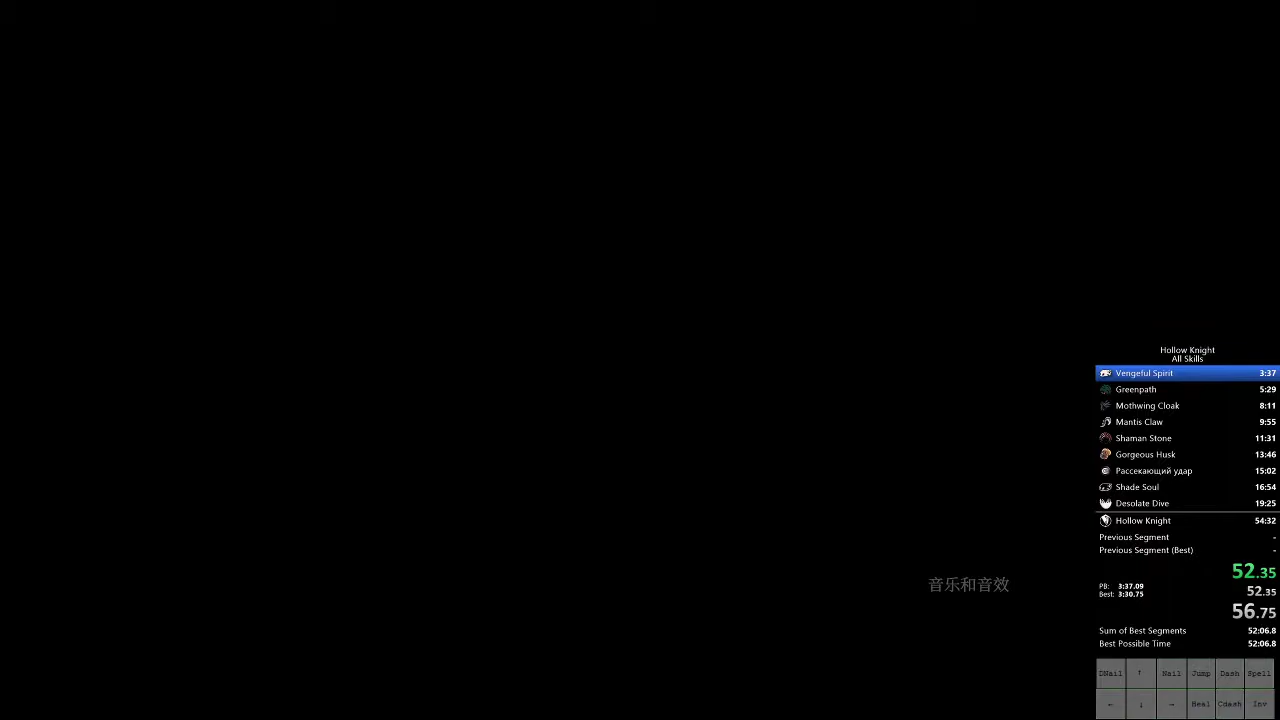 Hollow Knight
All Skills
Vengeful Spirit 3:37
Greenpath 5:29
Mothwing Cloak 8:11
Mantis Claw 9:55
Shaman Stone 11:31
Gorgeous Husk 13:46
Рассекающий удар 15:02
Shade Soul 16:54
Desolate Dive 19:25
Hollow Knight 54:32
Previous Segment -
Previous Segment (Best) -
52.35
音乐和音效
PB: 3:37.09 52.35
Best: 3:30.75
56.75
Sum of Best Segments 52:06.8
Best Possible Time 52:06.8
DNail ↑ Nail Jump Dash Spell
← ↓ → Heal Cdash Inv